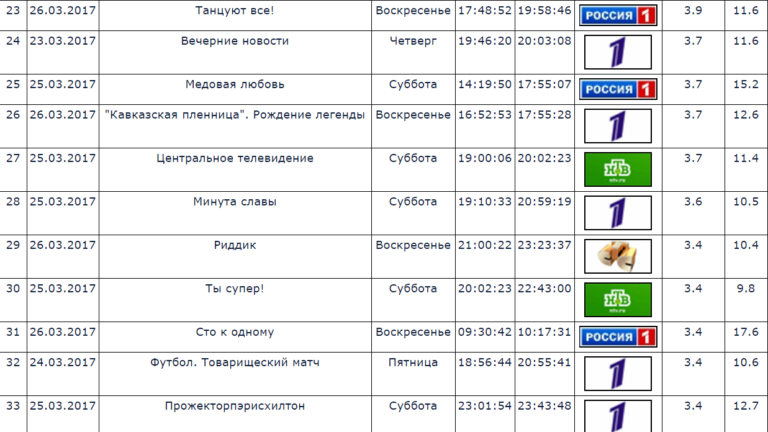 23 26.03.2017 Танцуют все! Воскресенье 17:48:52 19:58:46 РОССИЯ 1 3.9 11.6
24 23.03.2017 Вечерние новости Четверг 19:46:20 20:03:08 1 3.7 11.6
25 25.03.2017 Медовая любовь Суббота 14:19:50 17:55:07 РОССИЯ 1 3.7 15.2
26 26.03.2017 "Кавказская пленница". Рождение легенды Воскресенье 16:52:53 17:55:28 1 3.7 12.6
27 25.03.2017 Центральное телевидение Суббота 19:00:06 20:02:23 НТВ ntv.ru 3.7 11.4
28 25.03.2017 Минута славы Суббота 19:10:33 20:59:19 1 3.6 10.5
29 26.03.2017 Риддик Воскресенье 21:00:22 23:23:37 СТС 3.4 10.4
30 25.03.2017 Ты супер! Суббота 20:02:23 22:43:00 НТВ ntv.ru 3.4 9.8
31 26.03.2017 Сто к одному Воскресенье 09:30:42 10:17:31 РОССИЯ 1 3.4 17.6
32 24.03.2017 Футбол. Товарищеский матч Пятница 18:56:44 20:55:41 1 3.4 10.6
33 25.03.2017 Прожекторпэрисхилтон Суббота 23:01:54 23:43:48 1 3.4 12.7